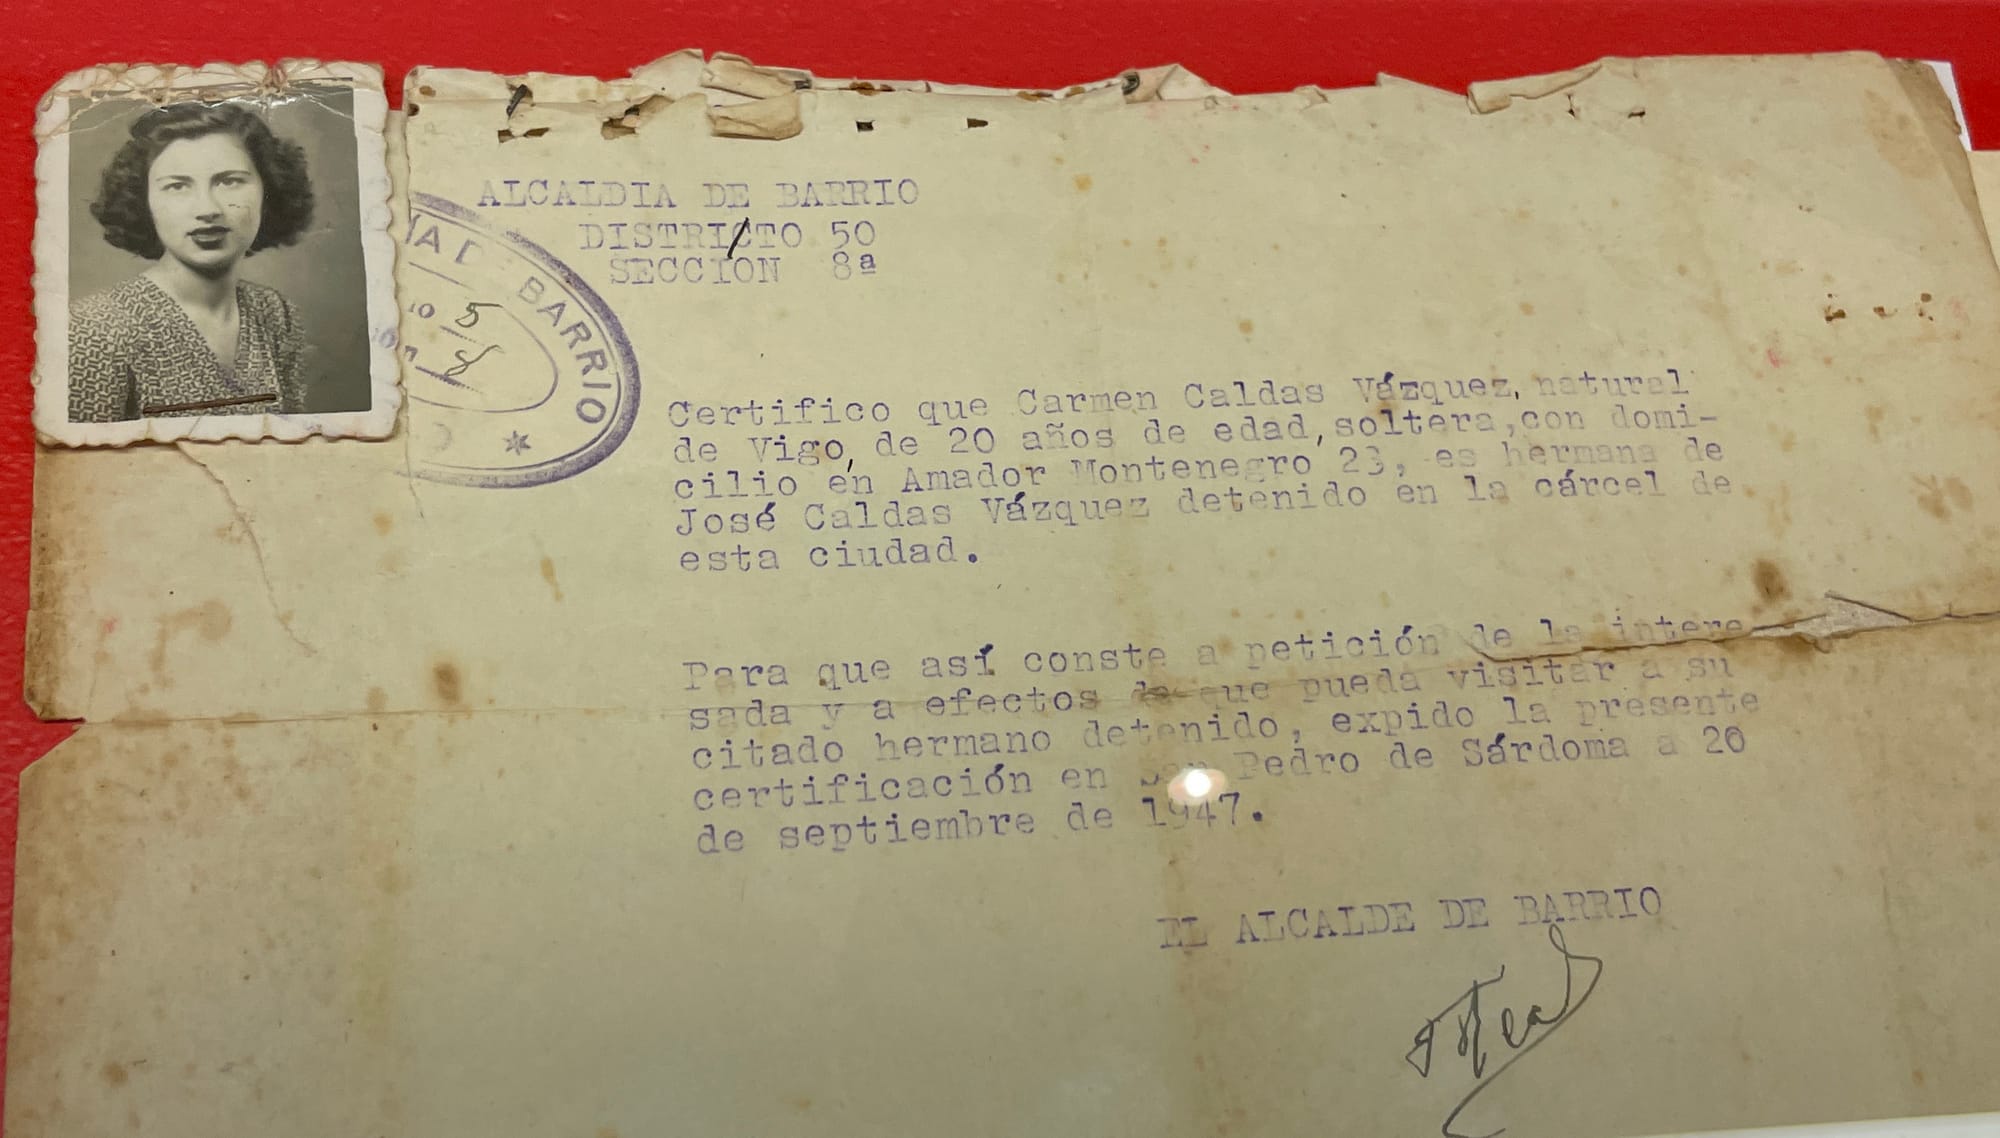 ALCALDIA DE BARRIO
DISTRICTO 50
SECCION 8ª
BARRIO
5
8
Certifico que Carmen Caldas Vázquez, natural
de Vigo, de 20 años de edad, soltera, con domi-
cilio en Amador Montenegro 23, es hermana de
José Caldas Vázquez detenido en la cárcel de
esta ciudad.
Para que así conste a petición de la intere
sada y a efectos de que pueda visitar a su
citado hermano detenido, expido la presente
certificación en San Pedro de Sárdoma a 20
de septiembre de 1947.
EL ALCALDE DE BARRIO